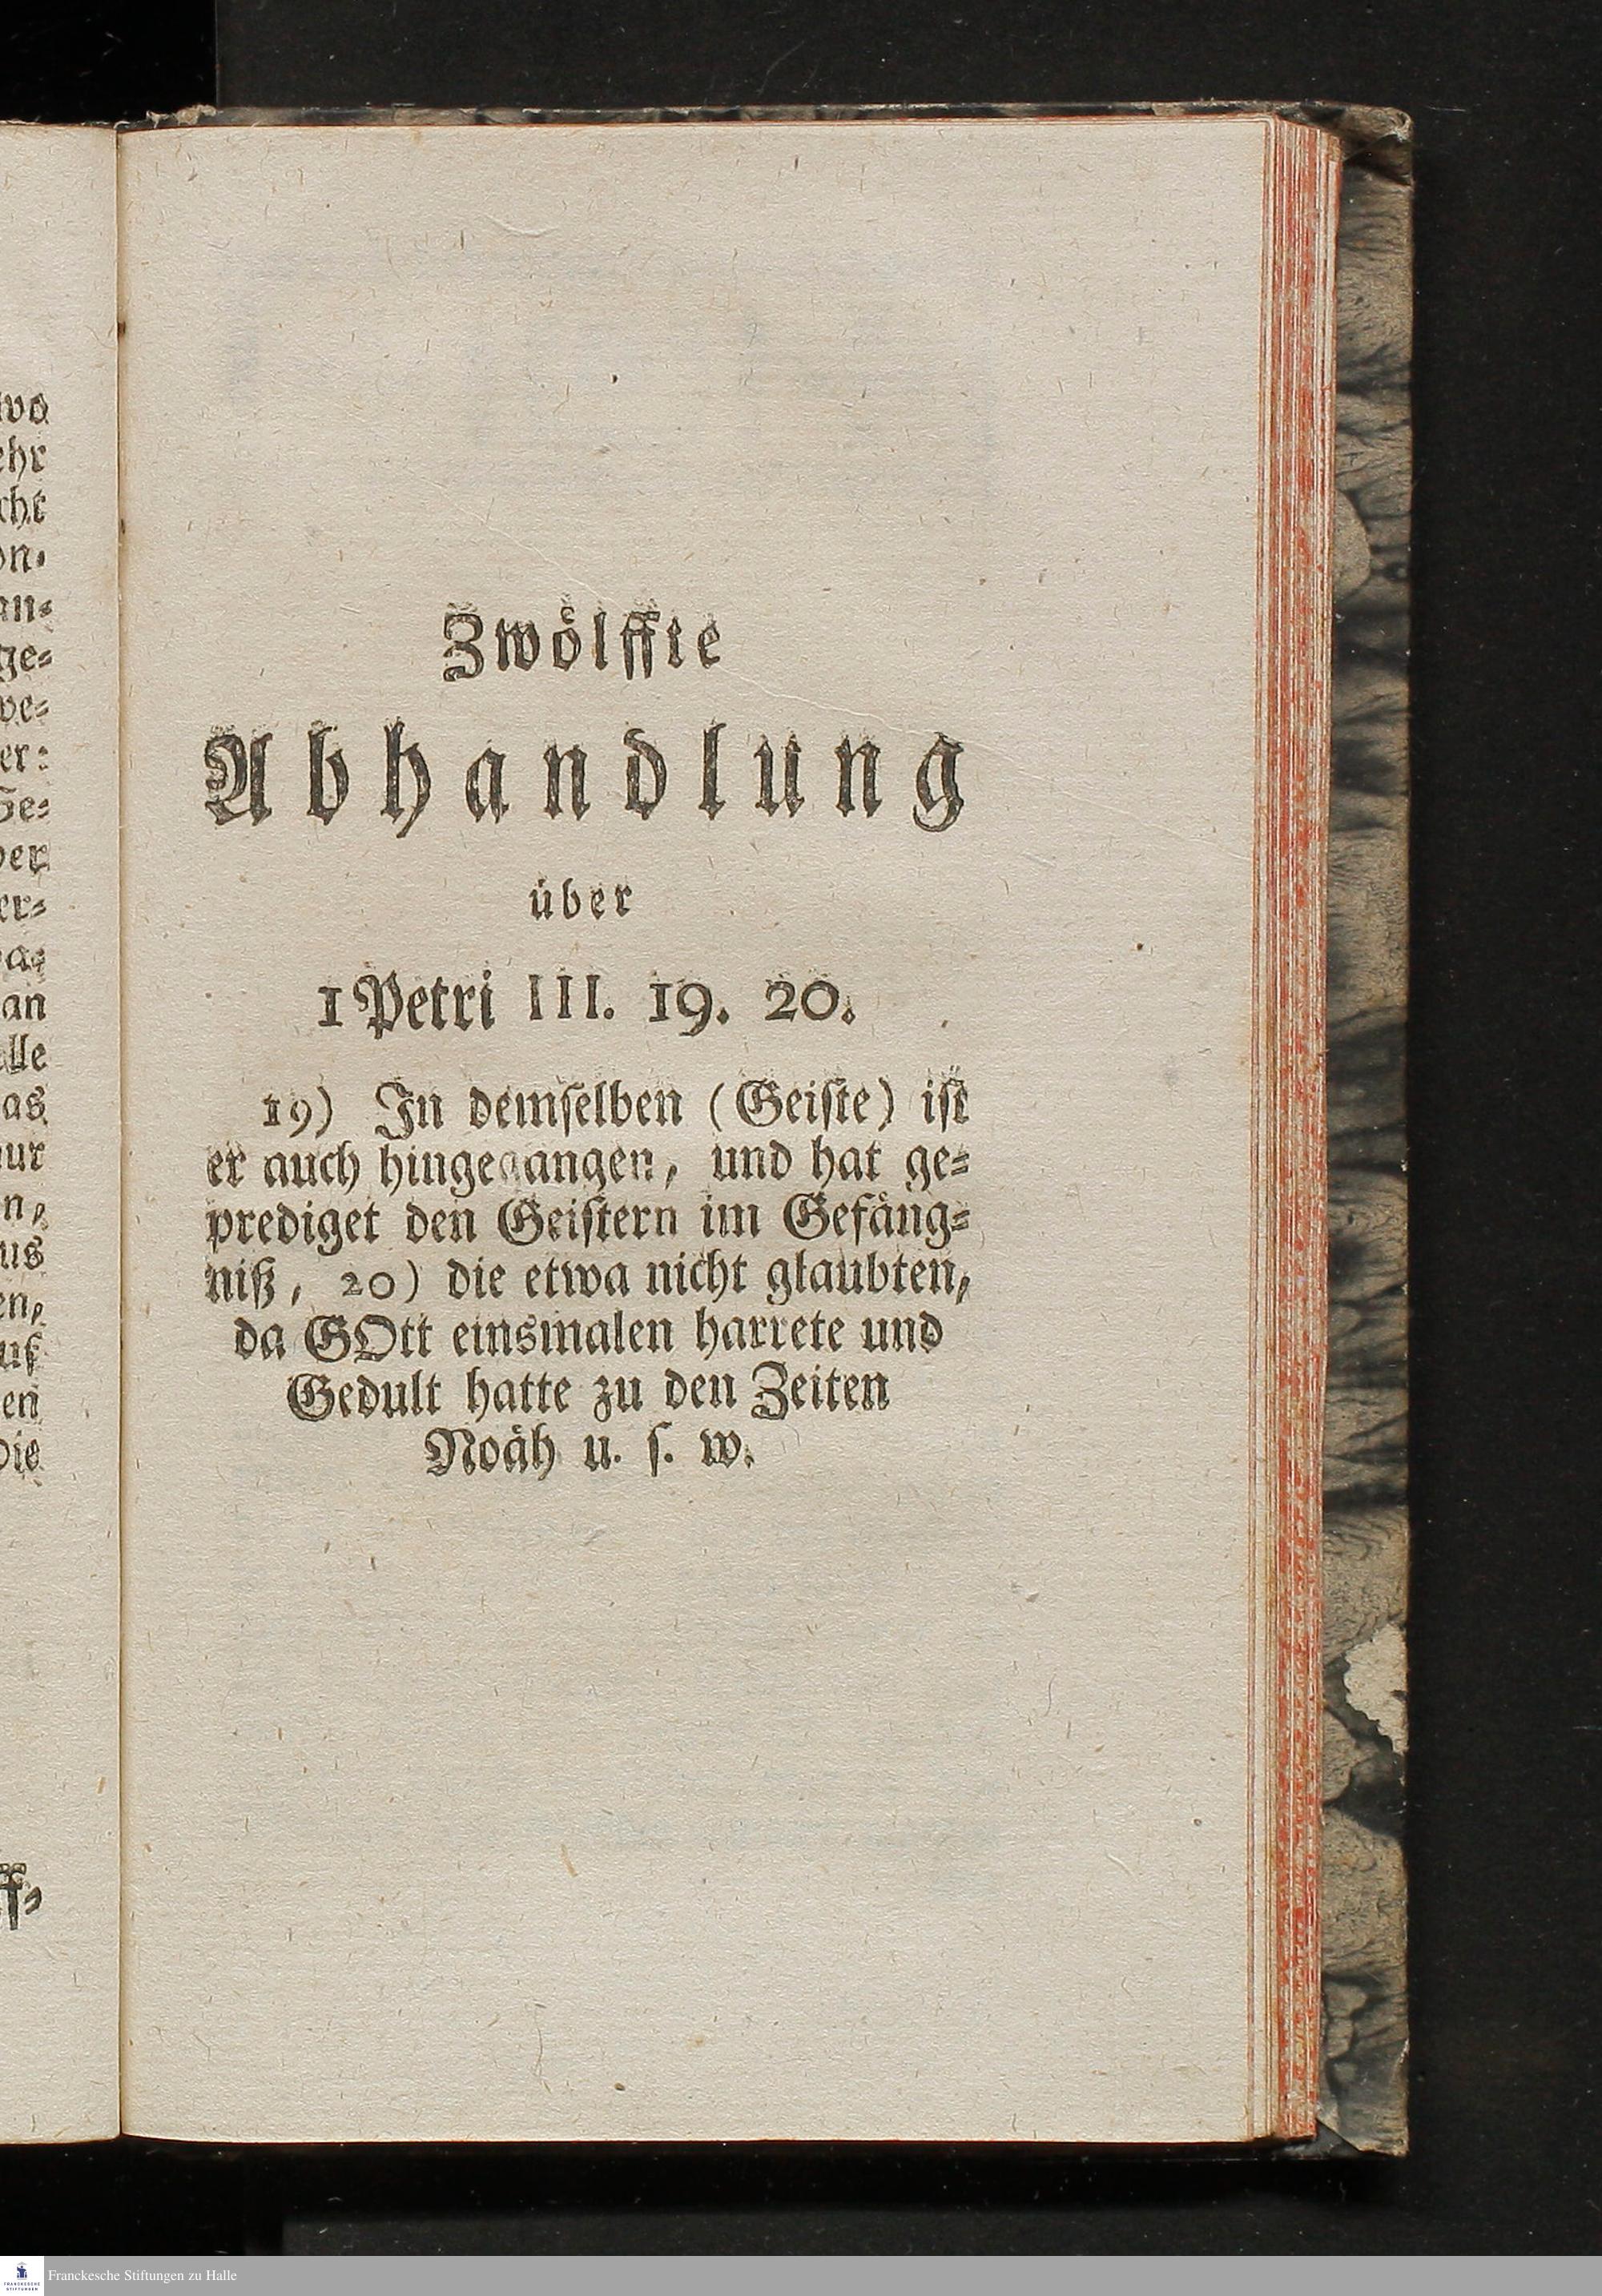 Zwölffte
Abhandlung
über
1 Petri III. 19. 20.
19) In demſelben (Geiſte) iſt
er auch hingegangen, und hat ge⸗
prediget den Geiſtern im Gefäng⸗
niß, 20) die etwa nicht glaubten,
da GOtt einsmalen harrete und
Gedult hatte zu den Zeiten
Noäh u. ſ. w.
Franckesche Stiftungen zu Halle